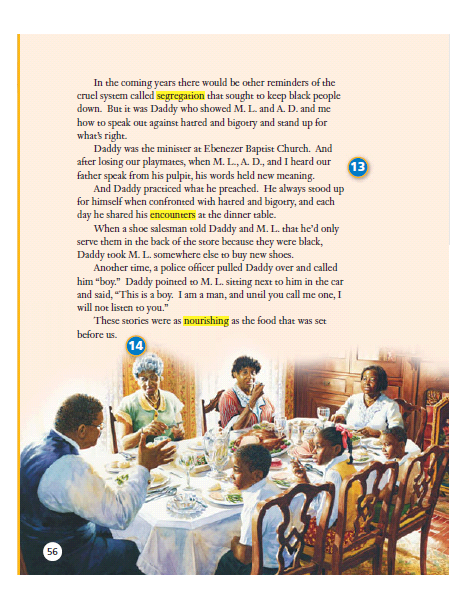 In the coming years there would be other reminders of the
cruel system called segregation that sought to keep black people
down. But it was Daddy who showed M. L. and A. D. and me
how to speak out against hatred and bigotry and stand up for
what's right.
Daddy was the minister at Ebenezer Baptist Church. And
after losing our playmates, when M. L., A. D., and I heard our
father speak from his pulpit, his words held new meaning.
And Daddy practiced what he preached. He always stood up
for himself when confronted with hatred and bigotry, and each
day he shared his encounters at the dinner table.
When a shoe salesman told Daddy and M. L. that he'd only
serve them in the back of the store because they were black,
Daddy took M. L. somewhere else to buy new shoes.
Another time, a police officer pulled Daddy over and called
him "boy." Daddy pointed to M. L. sitting next to him in the car
and said, "This is a boy. I am a man, and until you call me one, I
will not listen to you."
These stories were as nourishing as the food that was set
before us.
13
14
56